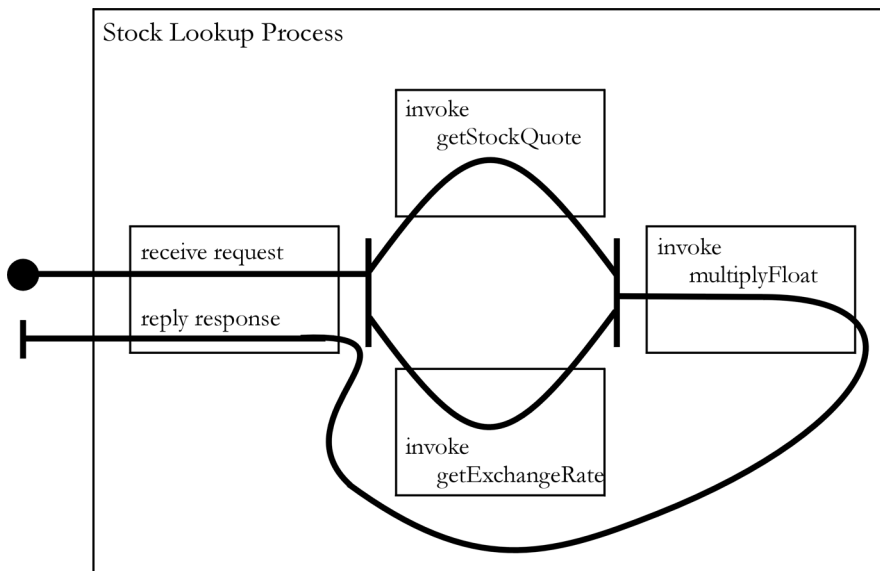 Stock Lookup Process
invoke
getStockQuote
receive request
reply response
invoke
multiplyFloat
invoke
getExchangeRate